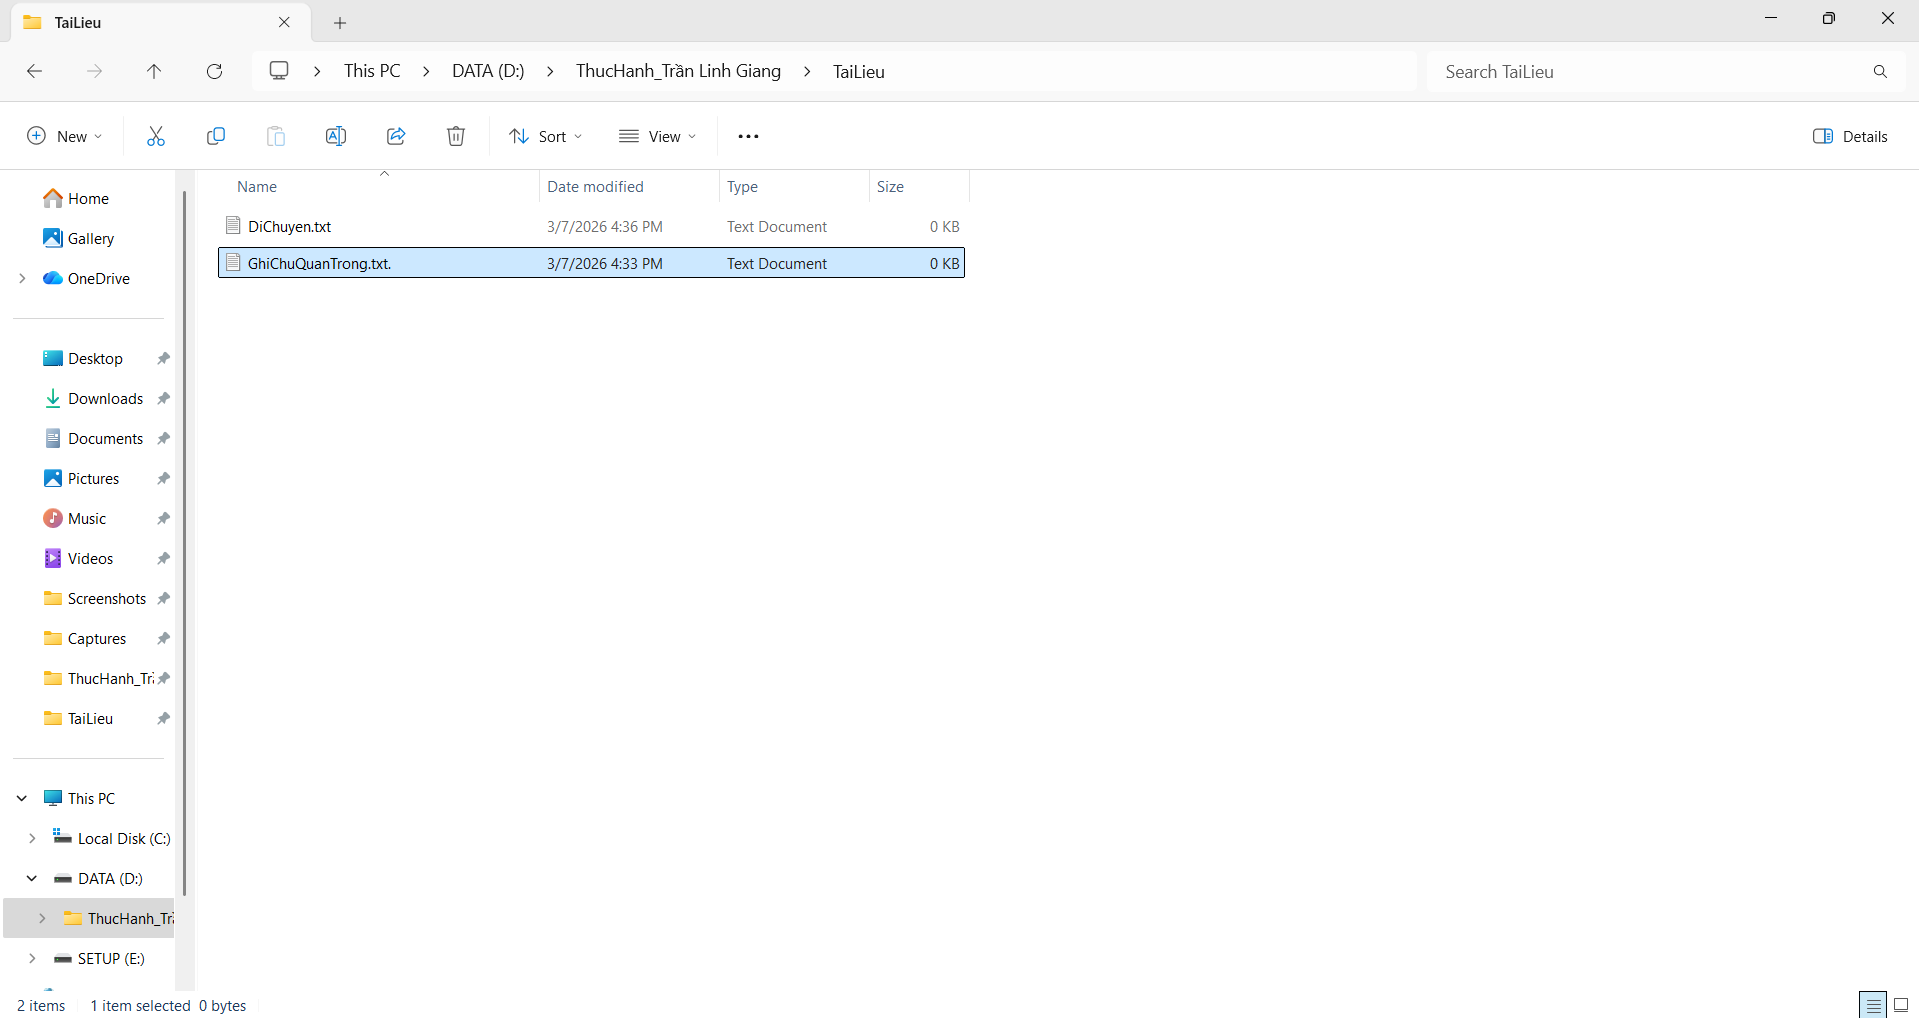 TaiLieu
This PC > DATA (D:) > ThucHanh_Trần Linh Giang > TaiLieu
Search TaiLieu
New
Sort
View
Details
Name Date modified Type Size
DiChuyen.txt 3/7/2026 4:36 PM Text Document 0 KB
GhiChuQuanTrong.txt. 3/7/2026 4:33 PM Text Document 0 KB
Home
Gallery
OneDrive
Desktop
Downloads
Documents
Pictures
Music
Videos
Screenshots
Captures
ThucHanh_Trầ
TaiLieu
This PC
Local Disk (C:)
DATA (D:)
ThucHanh_Trầ
SETUP (E:)
2 items 1 item selected 0 bytes